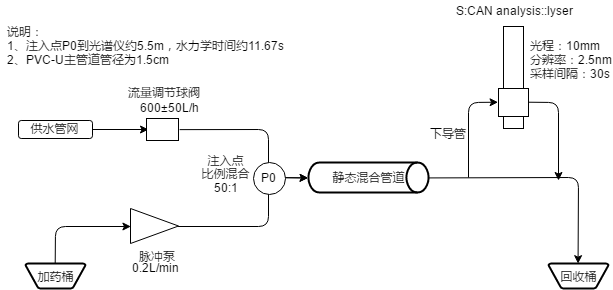 S:CAN analysis::lyser
说明：
1、注入点P0到光谱仪约5.5m，水力学时间约11.67s
2、PVC-U主管道管径为1.5cm
光程：10mm
分辨率：2.5nm
采样间隔：30s
流量调节球阀
600±50L/h
供水管网
下导管
注入点
比例混合
50:1
P0
静态混合管道
脉冲泵
0.2L/min
加药桶
回收桶